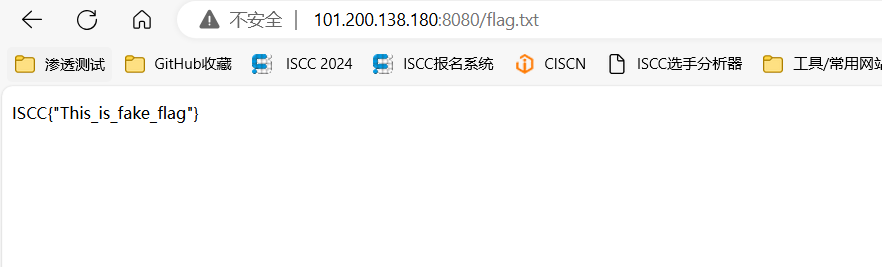 不安全 | 101.200.138.180:8080/flag.txt
渗透测试 GitHub收藏 ISCC 2024 ISCC报名系统 CISCN ISCC选手分析器 工具/常用网站
ISCC{"This_is_fake_flag"}